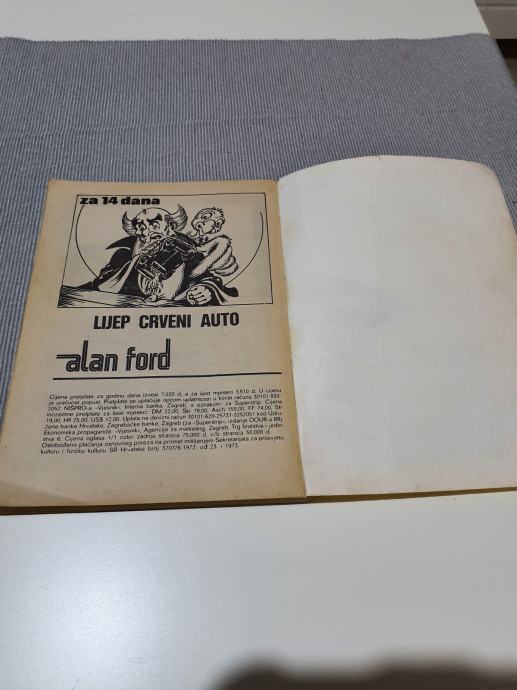 za 14 dana
LIJEP CRVENI AUTO
alan ford
Cijena pretplate za godinu dana iznosi 7.020 d, a za šest mjeseci 3.510 d. U cijenu
je uračunat popust. Pretplata se uplaćuje općom uplatnicom u korist računa 30101-833-
2052 NIŠPRO-a »Vjesnik«, Interna banka, Zagreb, s oznakom: za Superstrip. Cijena
inozemne pretplate za šest mjeseci: DM 22,00, Skr 78,00, Asch 155,00, FF 74,00, Sfr
19,00, Hfl 25,00, US$ 12,00. Uplata na devizni račun 30101-620-25731-3252051 kod Udru-
žene banke Hrvatske, Zagrebačke banke, Zagreb (za »Superstrip«, izdanje OOUR-a IRI).
Ekonomska propaganda: »Vjesnik«, Agencija za marketing, Zagreb, Trg bratstva i jedin-
stva 6. Cijena oglasa 1/1 color zadnja stranica 75.000 d, c/b stranica 50.000 d.
Oslobođeno plaćanja osnovnog poreza na promet mišljenjem Sekretarijata za prosvjetu,
kulturu i fizičku kulturu SR Hrvatske broj 3707/6-1972. od 23. I 1973.